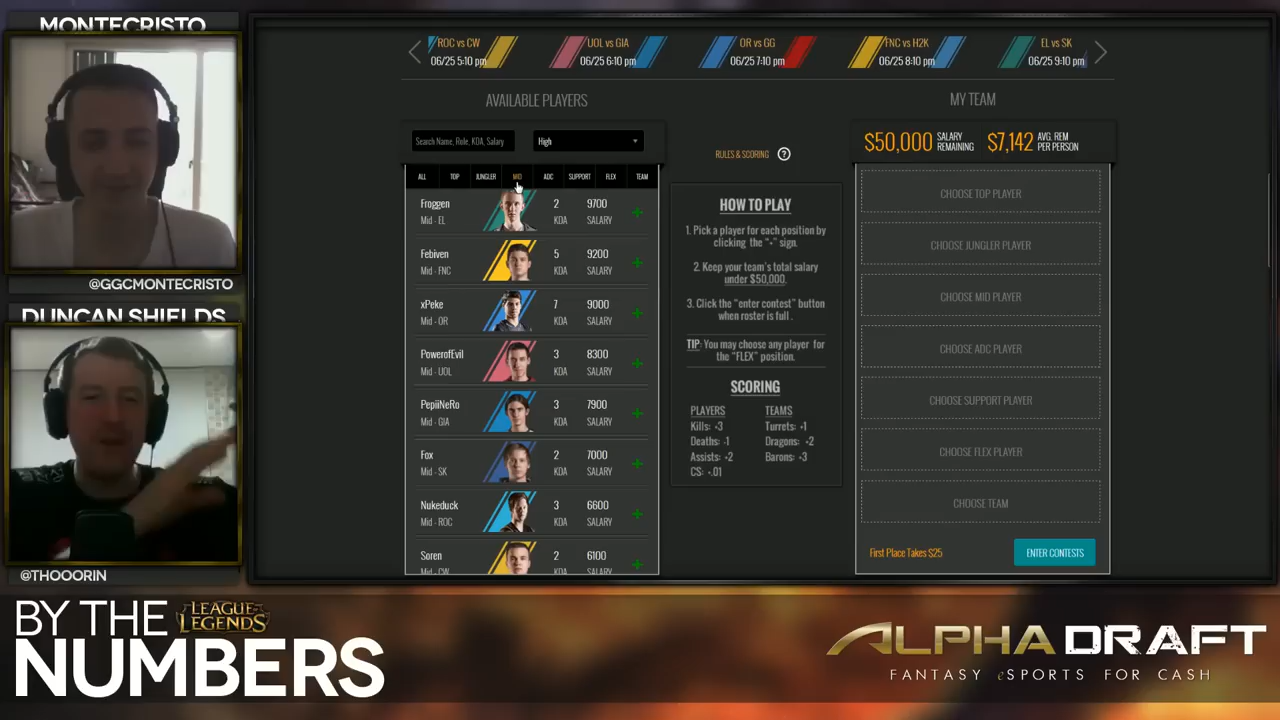 MONTECRISTO
@GGCMONTECRISTO
DUNCAN SHIELDS
@THOOORIN
ROC vs CW
06/25 5:10 pm
UOL vs GIA
06/25 6:10 pm
OR vs GG
06/25 7:10 pm
FNC vs H2K
06/25 8:10 pm
EL vs SK
06/25 9:10 pm
AVAILABLE PLAYERS
Search Name, Role, KDA, Salary
High
ALL TOP JUNGLER MID ADC SUPPORT FLEX TEAM
Froggen 2 9700
Mid - EL KDA SALARY
Febiven 5 9200
Mid - FNC KDA SALARY
xPeke 7 9000
Mid - OR KDA SALARY
PowerofEvil 3 8300
Mid - UOL KDA SALARY
PepiiNeRo 3 7900
Mid - GIA KDA SALARY
Fox 2 7000
Mid - SK KDA SALARY
Nukeduck 3 6600
Mid - ROC KDA SALARY
Soren 2 6100
Mid - CW KDA SALARY
RULES & SCORING ?
HOW TO PLAY
1. Pick a player for each position by
clicking the "+" sign.
2. Keep your team's total salary
under $50,000.
3. Click the "enter contest" button
when roster is full .
TIP: You may choose any player for
the "FLEX" position.
SCORING
PLAYERS TEAMS
Kills: +3 Turrets: +1
Deaths: -1 Dragons: +2
Assists: +2 Barons: +3
CS: +.01
MY TEAM
$50,000 SALARY REMAINING $7,142 AVG. REM PER PERSON
CHOOSE TOP PLAYER
CHOOSE JUNGLER PLAYER
CHOOSE MID PLAYER
CHOOSE ADC PLAYER
CHOOSE SUPPORT PLAYER
CHOOSE FLEX PLAYER
CHOOSE TEAM
First Place Takes $25 ENTER CONTESTS
BY THE LEAGUE of LEGENDS
NUMBERS
ALPHADRAFT
FANTASY eSPORTS FOR CASH